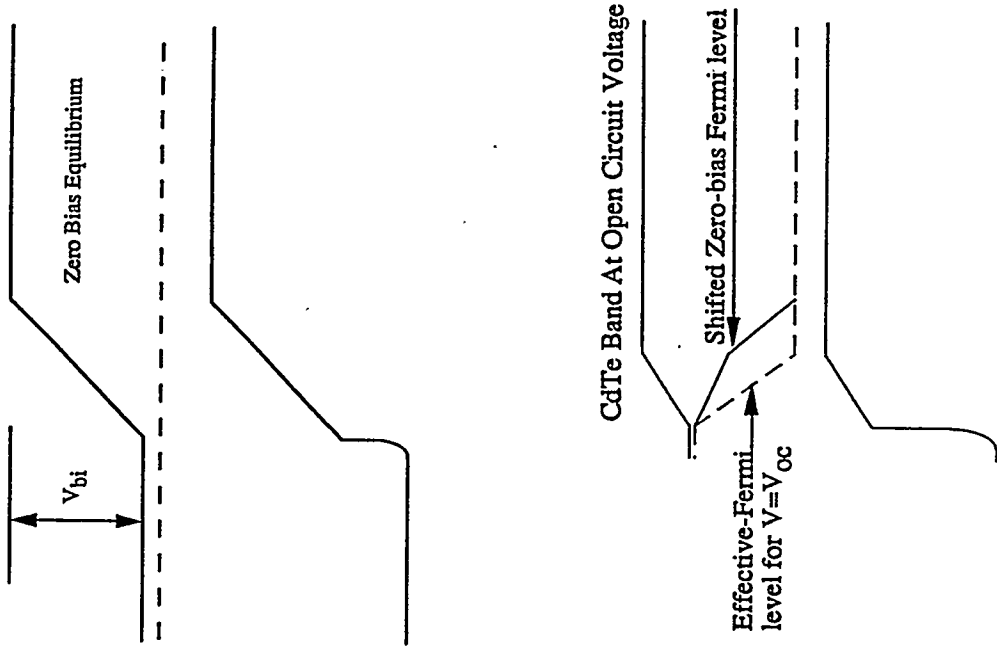 Zero Bias Equilibrium
V_bi
CdTe Band At Open Circuit Voltage
Shifted Zero-bias Fermi level
Effective-Fermi
level for V=V_OC